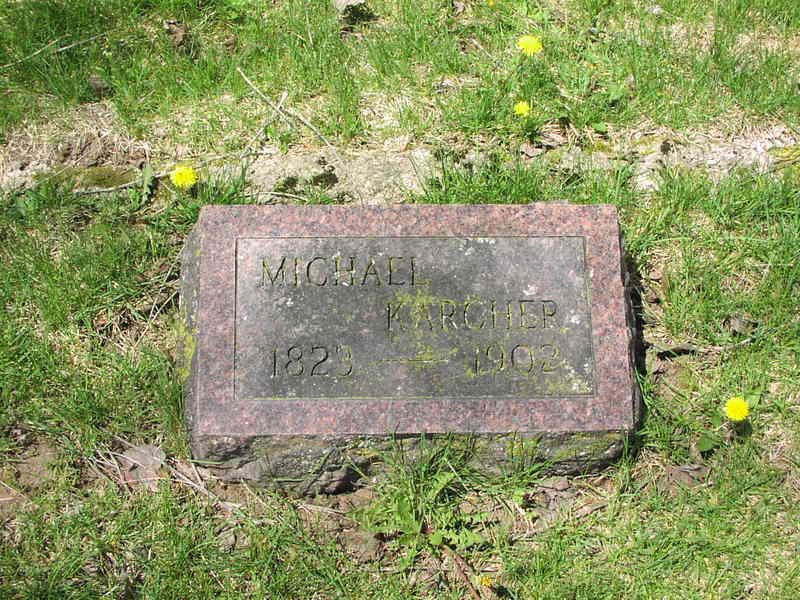 MICHAEL
KARCHER
1823 — 1902